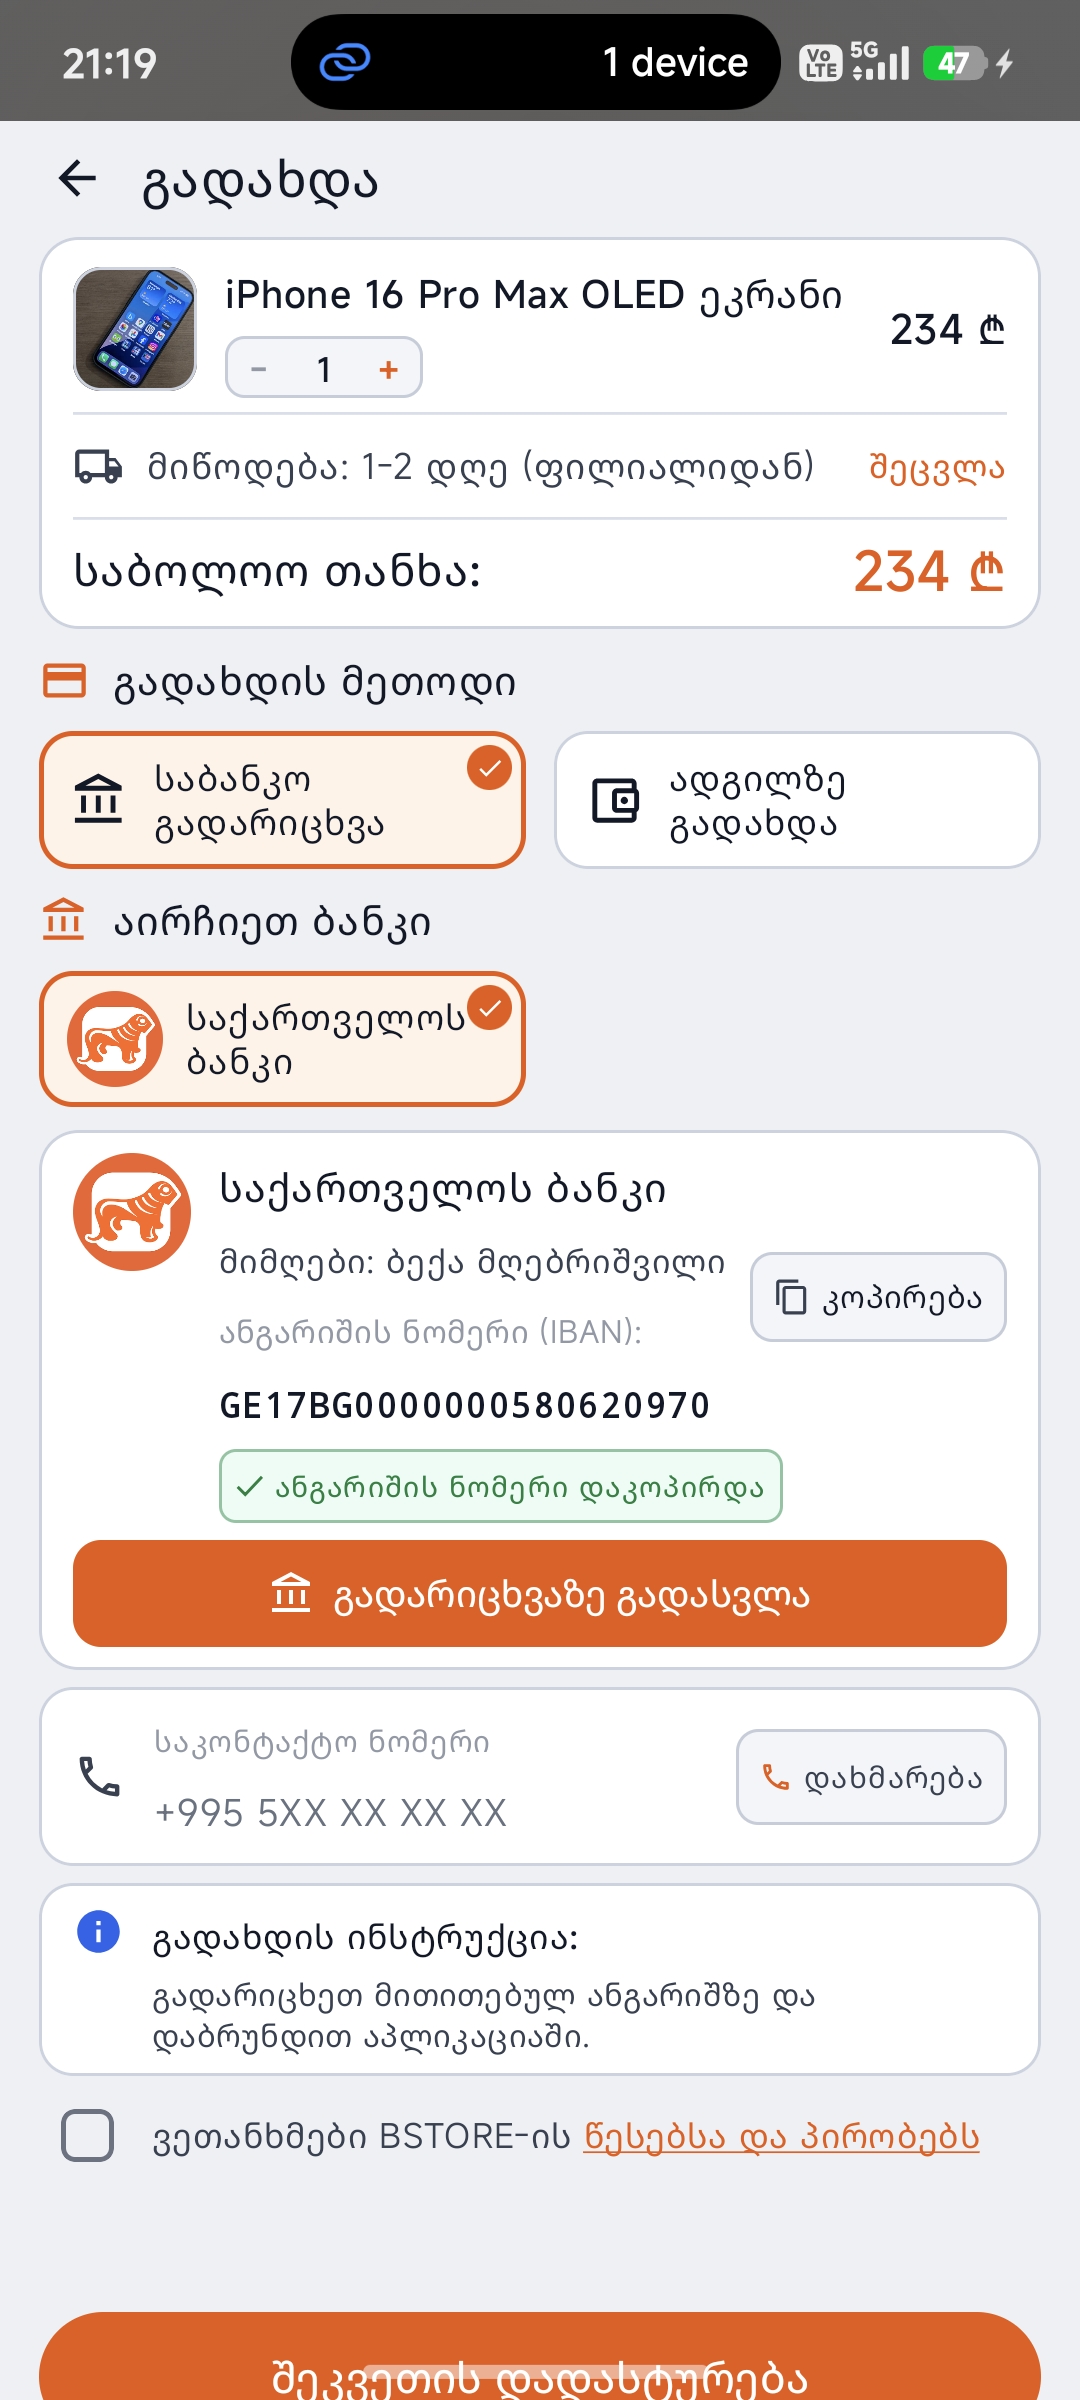 21:19
1 device
Vo LTE
5G
47
გადახდა
iPhone 16 Pro Max OLED ეკრანი
234 ₾
− 1 +
მიწოდება: 1-2 დღე (ფილიალიდან)
შეცვლა
საბოლოო თანხა:
234 ₾
გადახდის მეთოდი
საბანკო
გადარიცხვა
ადგილზე
გადახდა
აირჩიეთ ბანკი
საქართველოს
ბანკი
საქართველოს ბანკი
მიმღები: ბექა მღებრიშვილი
კოპირება
ანგარიშის ნომერი (IBAN):
GE17BG0000000580620970
ანგარიშის ნომერი დაკოპირდა
გადარიცხვაზე გადასვლა
საკონტაქტო ნომერი
+995 5XX XX XX XX
დახმარება
გადახდის ინსტრუქცია:
გადარიცხეთ მითითებულ ანგარიშზე და
დაბრუნდით აპლიკაციაში.
ვეთანხმები BSTORE-ის წესებსა და პირობებს
შეკვეთის დადასტურება